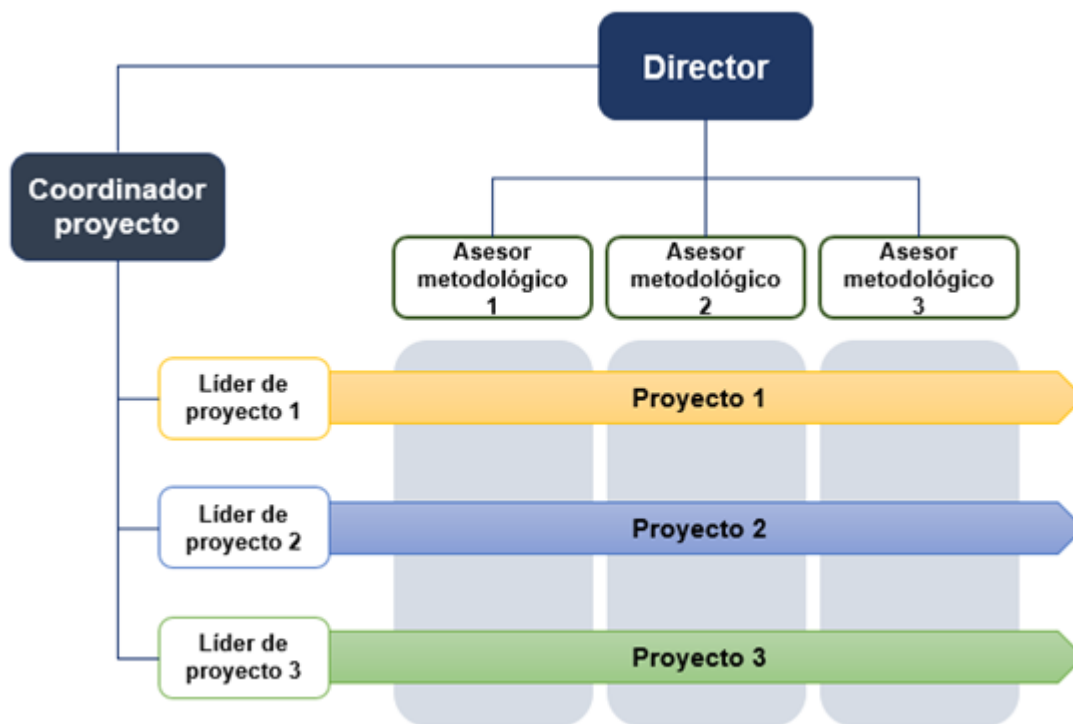 Director
Coordinador
proyecto
Asesor
metodológico
1
Asesor
metodológico
2
Asesor
metodológico
3
Líder de
proyecto 1
Proyecto 1
Líder de
proyecto 2
Proyecto 2
Líder de
proyecto 3
Proyecto 3